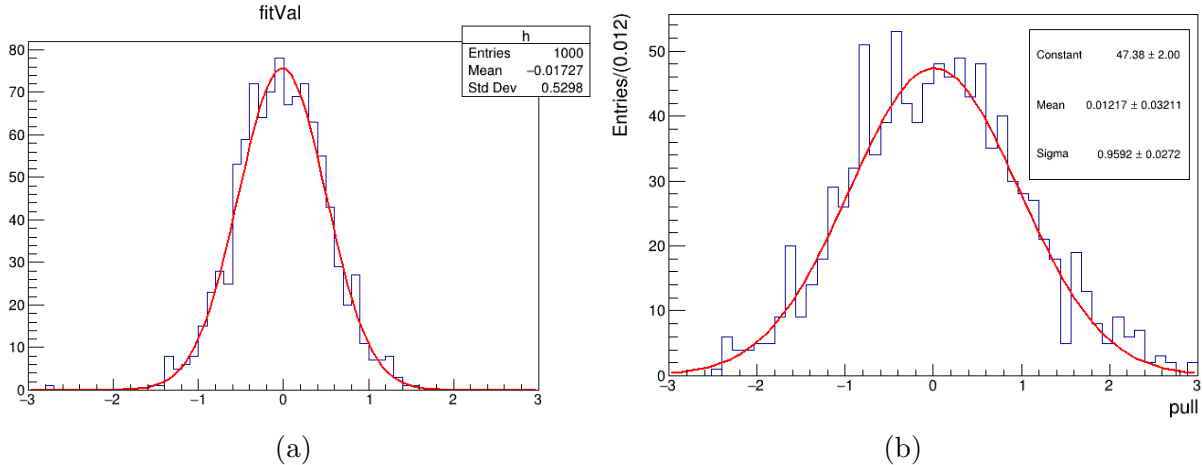 fitVal
h
Entries 1000
Mean −0.01727
Std Dev 0.5298
80
70
60
50
40
30
20
10
0
−3 −2 −1 0 1 2 3
(a)
Entries/(0.012)
Constant 47.38 ± 2.00
Mean 0.01217 ± 0.03211
Sigma 0.9592 ± 0.0272
50
40
30
20
10
0
−3 −2 −1 0 1 2 3
pull
(b)